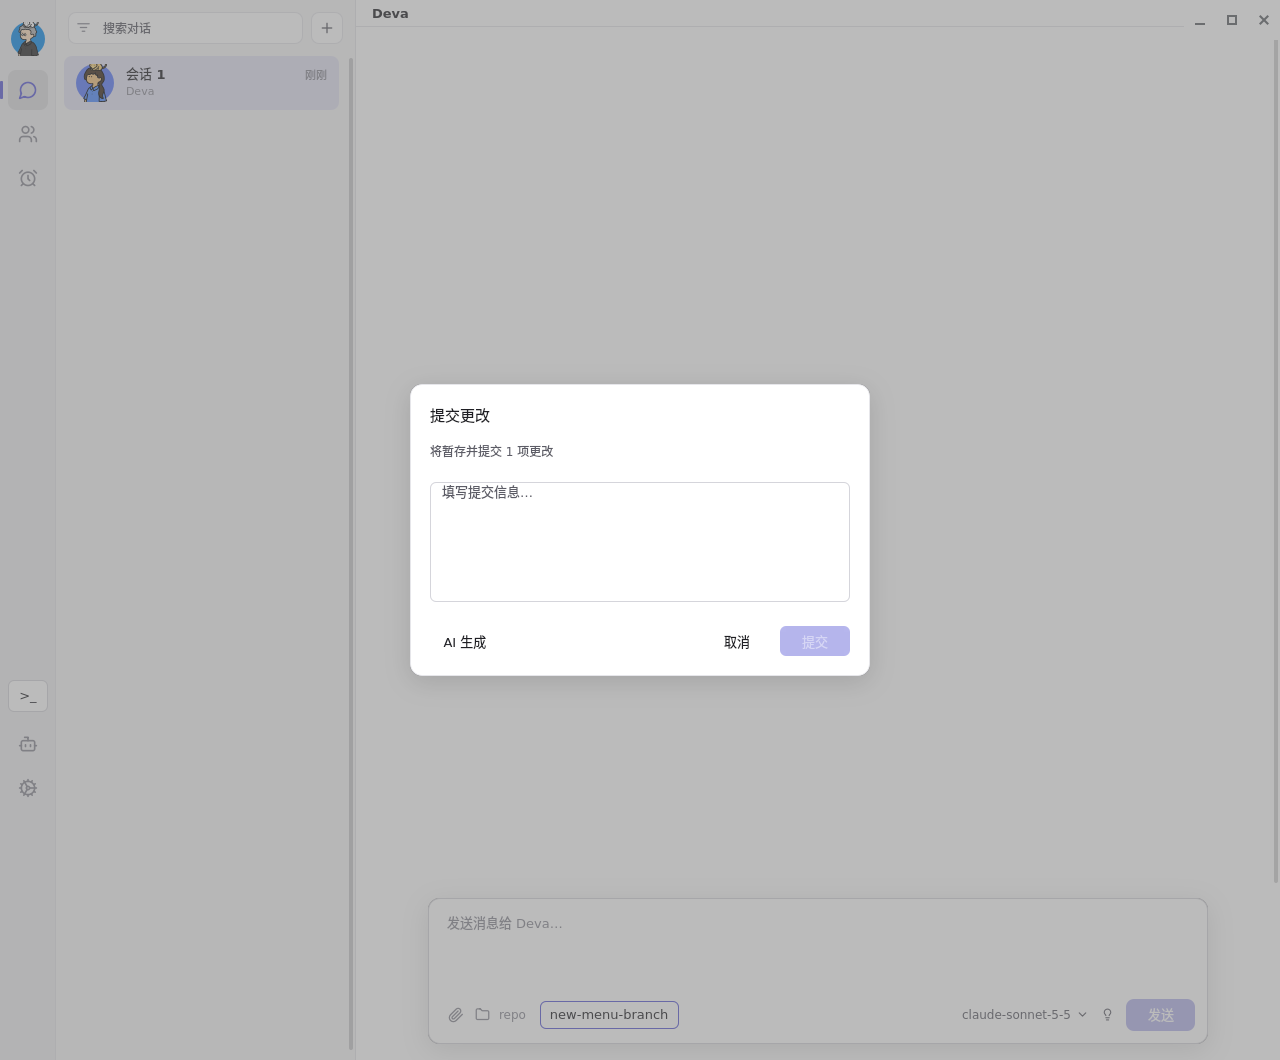 搜索对话
会话 1
刚刚
Deva
>_
Deva
提交更改
将暂存并提交 1 项更改
填写提交信息...
AI 生成
取消
提交
发送消息给 Deva...
repo
new-menu-branch
claude-sonnet-5-5
发送